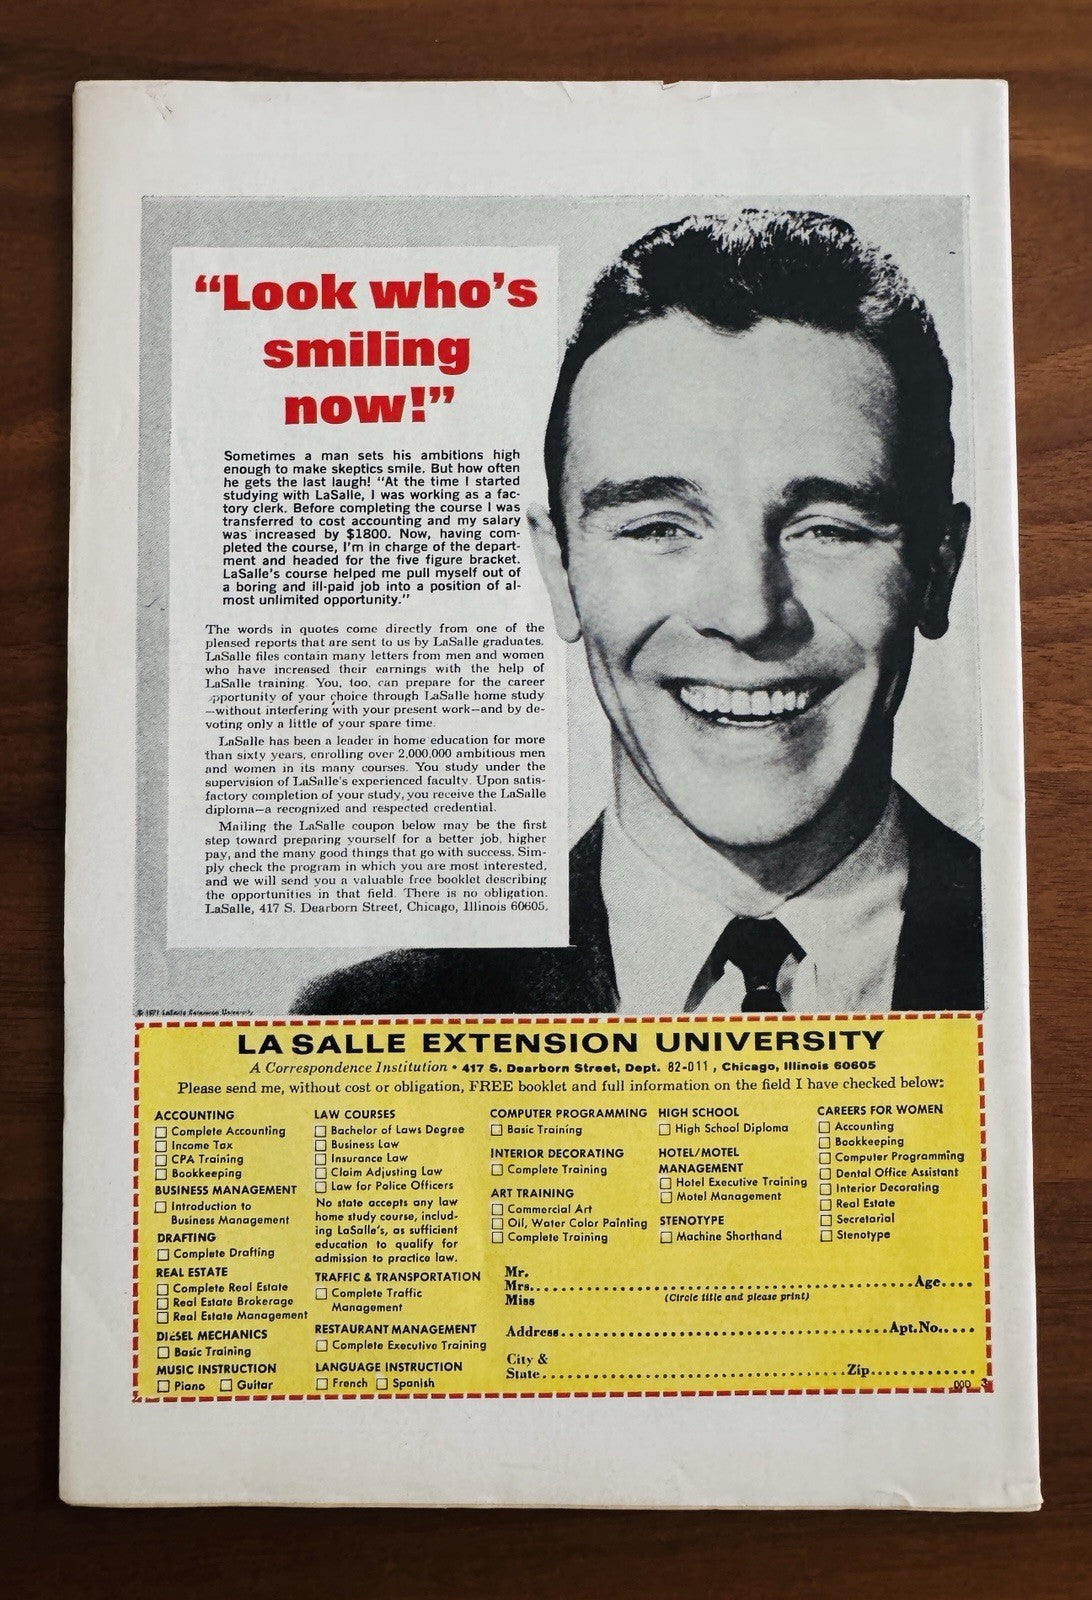 “Look who’s
smiling
now!”
Sometimes a man sets his ambitions high
enough to make skeptics smile. But how often
he gets the last laugh! “At the time I started
studying with LaSalle, I was working as a fac-
tory clerk. Before completing the course I was
transferred to cost accounting and my salary
was increased by $1800. Now, having com-
pleted the course, I’m in charge of the depart-
ment and headed for the five figure bracket.
LaSalle’s course helped me pull myself out of
a boring and ill-paid job into a position of al-
most unlimited opportunity.”
The words in quotes come directly from one of the
pleased reports that are sent to us by LaSalle graduates.
LaSalle files contain many letters from men and women
who have increased their earnings with the help of
LaSalle training. You, too, can prepare for the career
opportunity of your choice through LaSalle home study
—without interfering with your present work—and by de-
voting only a little of your spare time.
LaSalle has been a leader in home education for more
than sixty years, enrolling over 2,000,000 ambitious men
and women in its many courses. You study under the
supervision of LaSalle’s experienced faculty. Upon satis-
factory completion of your study, you receive the LaSalle
diploma—a recognized and respected credential.
Mailing the LaSalle coupon below may be the first
step toward preparing yourself for a better job, higher
pay, and the many good things that go with success. Sim-
ply check the program in which you are most interested,
and we will send you a valuable free booklet describing
the opportunities in that field. There is no obligation.
LaSalle, 417 S. Dearborn Street, Chicago, Illinois 60605.
© 1971 LaSalle Extension University
LA SALLE EXTENSION UNIVERSITY
A Correspondence Institution • 417 S. Dearborn Street, Dept. 82-011, Chicago, Illinois 60605
Please send me, without cost or obligation, FREE booklet and full information on the field I have checked below:
ACCOUNTING
Complete Accounting
Income Tax
CPA Training
Bookkeeping
BUSINESS MANAGEMENT
Introduction to
Business Management
DRAFTING
Complete Drafting
REAL ESTATE
Complete Real Estate
Real Estate Brokerage
Real Estate Management
DIESEL MECHANICS
Basic Training
MUSIC INSTRUCTION
Piano Guitar
LAW COURSES
Bachelor of Laws Degree
Business Law
Insurance Law
Claim Adjusting Law
Law for Police Officers
No state accepts any law
home study course, includ-
ing LaSalle’s, as sufficient
education to qualify for
admission to practice law.
TRAFFIC & TRANSPORTATION
Complete Traffic
Management
RESTAURANT MANAGEMENT
Complete Executive Training
LANGUAGE INSTRUCTION
French Spanish
COMPUTER PROGRAMMING
Basic Training
INTERIOR DECORATING
Complete Training
ART TRAINING
Commercial Art
Oil, Water Color Painting
Complete Training
HIGH SCHOOL
High School Diploma
HOTEL/MOTEL
MANAGEMENT
Hotel Executive Training
Motel Management
STENOTYPE
Machine Shorthand
CAREERS FOR WOMEN
Accounting
Bookkeeping
Computer Programming
Dental Office Assistant
Interior Decorating
Real Estate
Secretarial
Stenotype
Mr.
Mrs.......................................................Age....
Miss (Circle title and please print)
Address................................................Apt.No.....
City &
State................................................Zip................
000 3